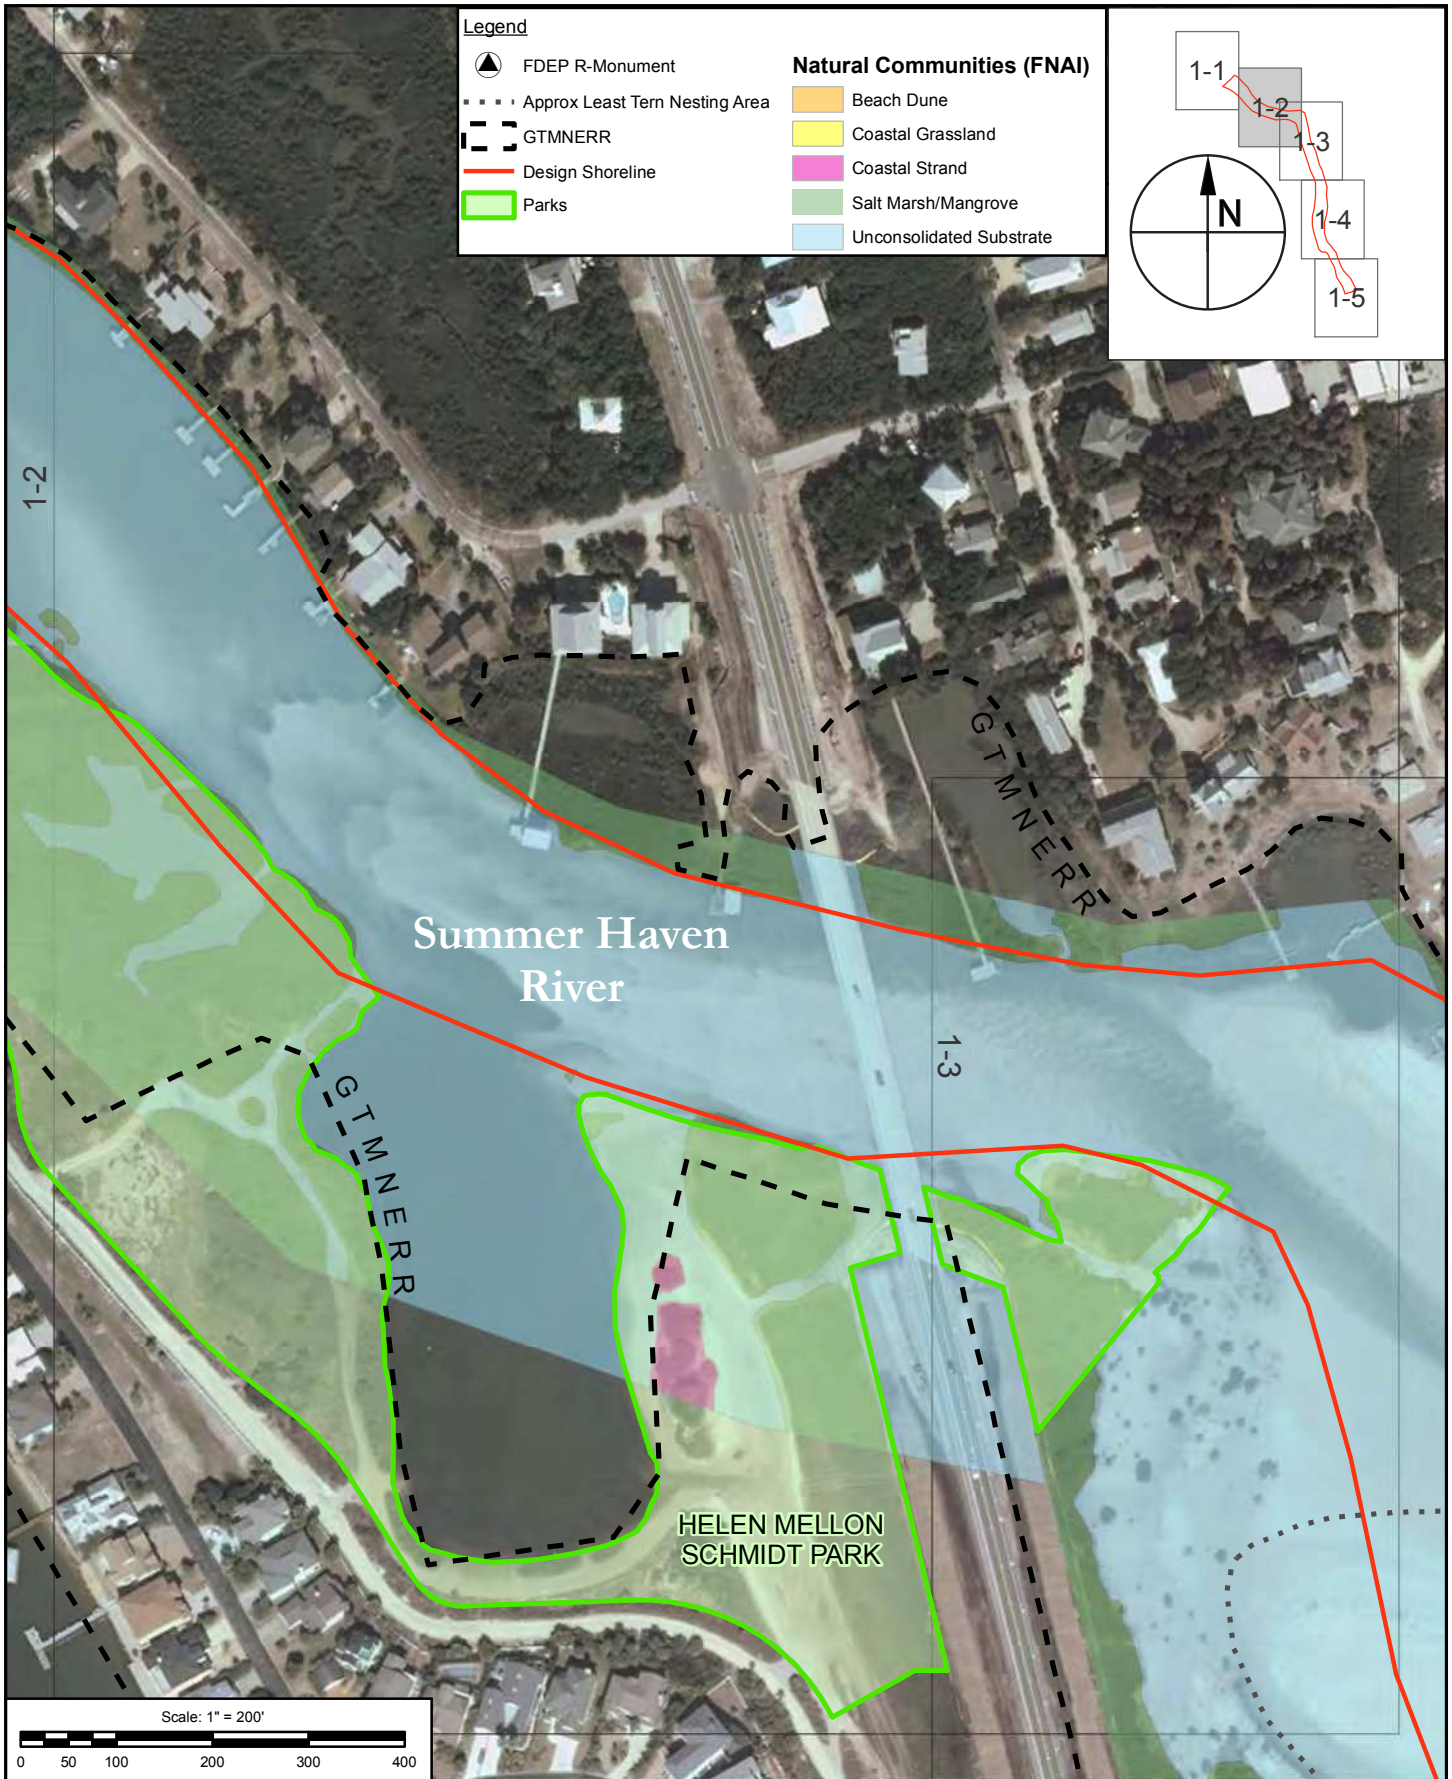 Legend
FDEP R-Monument
Approx Least Tern Nesting Area
GTMNERR
Design Shoreline
Parks
Natural Communities (FNAI)
Beach Dune
Coastal Grassland
Coastal Strand
Salt Marsh/Mangrove
Unconsolidated Substrate
1-1
1-2
1-3
1-4
1-5
N
1-2
GTMNERR
Summer Haven
River
1-3
GTMNERR
HELEN MELLON
SCHMIDT PARK
Scale: 1" = 200'
0 50 100 200 300 400